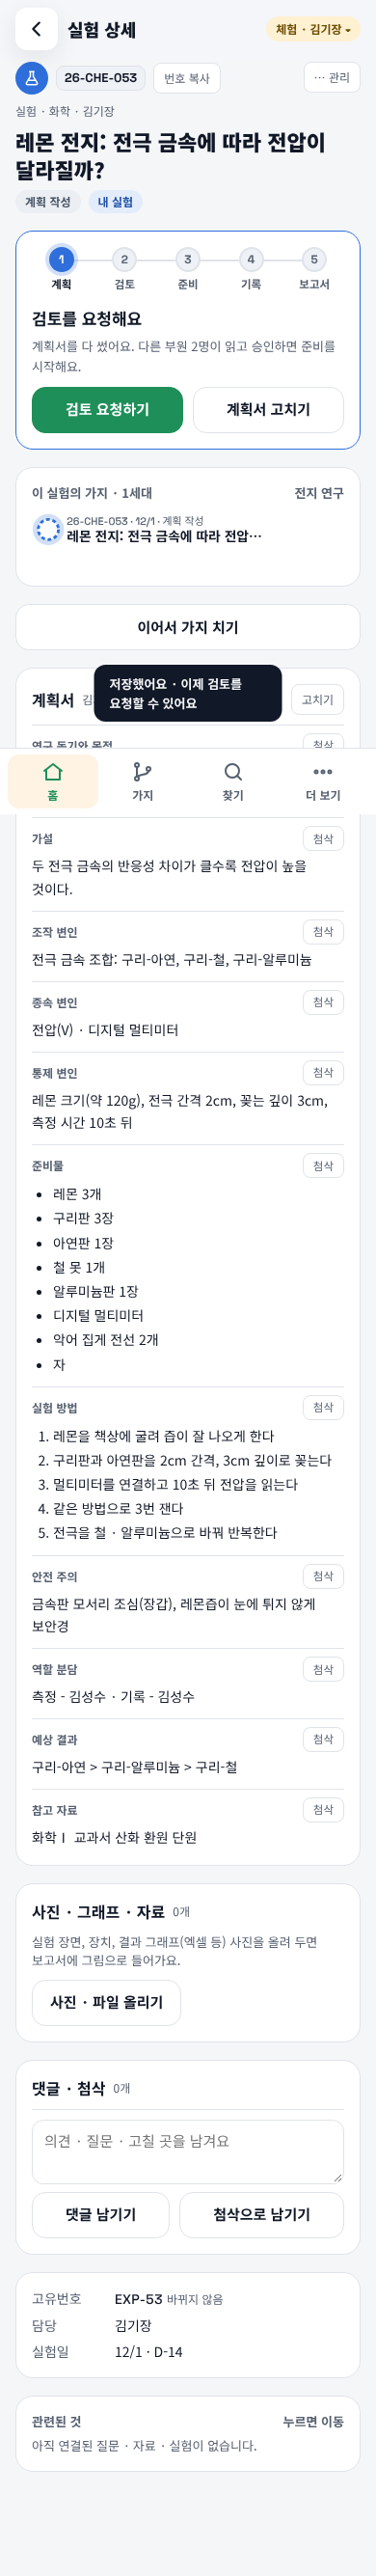 실험 상세
체험 · 김기장
26-CHE-053
번호 복사
··· 관리
실험 · 화학 · 김기장
레몬 전지: 전극 금속에 따라 전압이
달라질까?
계획 작성
내 실험
1
2
3
4
5
계획
검토
준비
기록
보고서
검토를 요청해요
계획서를 다 썼어요. 다른 부원 2명이 읽고 승인하면 준비를
시작해요.
검토 요청하기
계획서 고치기
이 실험의 가지 · 1세대
전지 연구
26-CHE-053 · 12/1 · 계획 작성
레몬 전지: 전극 금속에 따라 전압…
이어서 가지 치기
계획서
저장했어요 · 이제 검토를
요청할 수 있어요
고치기
연구 동기와 목적
첨삭
홈
가지
찾기
더 보기
가설
첨삭
두 전극 금속의 반응성 차이가 클수록 전압이 높을
것이다.
조작 변인
첨삭
전극 금속 조합: 구리-아연, 구리-철, 구리-알루미늄
종속 변인
첨삭
전압(V) · 디지털 멀티미터
통제 변인
첨삭
레몬 크기(약 120g), 전극 간격 2cm, 꽂는 깊이 3cm,
측정 시간 10초 뒤
준비물
첨삭
• 레몬 3개
• 구리판 3장
• 아연판 1장
• 철 못 1개
• 알루미늄판 1장
• 디지털 멀티미터
• 악어 집게 전선 2개
• 자
실험 방법
첨삭
1. 레몬을 책상에 굴려 즙이 잘 나오게 한다
2. 구리판과 아연판을 2cm 간격, 3cm 깊이로 꽂는다
3. 멀티미터를 연결하고 10초 뒤 전압을 읽는다
4. 같은 방법으로 3번 잰다
5. 전극을 철 · 알루미늄으로 바꿔 반복한다
안전 주의
첨삭
금속판 모서리 조심(장갑), 레몬즙이 눈에 튀지 않게
보안경
역할 분담
첨삭
측정 - 김성수 · 기록 - 김성수
예상 결과
첨삭
구리-아연 > 구리-알루미늄 > 구리-철
참고 자료
첨삭
화학Ⅰ 교과서 산화 환원 단원
사진 · 그래프 · 자료 0개
실험 장면, 장치, 결과 그래프(엑셀 등) 사진을 올려 두면
보고서에 그림으로 들어가요.
사진 · 파일 올리기
댓글 · 첨삭 0개
의견 · 질문 · 고칠 곳을 남겨요
댓글 남기기
첨삭으로 남기기
고유번호
EXP-53 바뀌지 않음
담당
김기장
실험일
12/1 · D-14
관련된 것
누르면 이동
아직 연결된 질문 · 자료 · 실험이 없습니다.